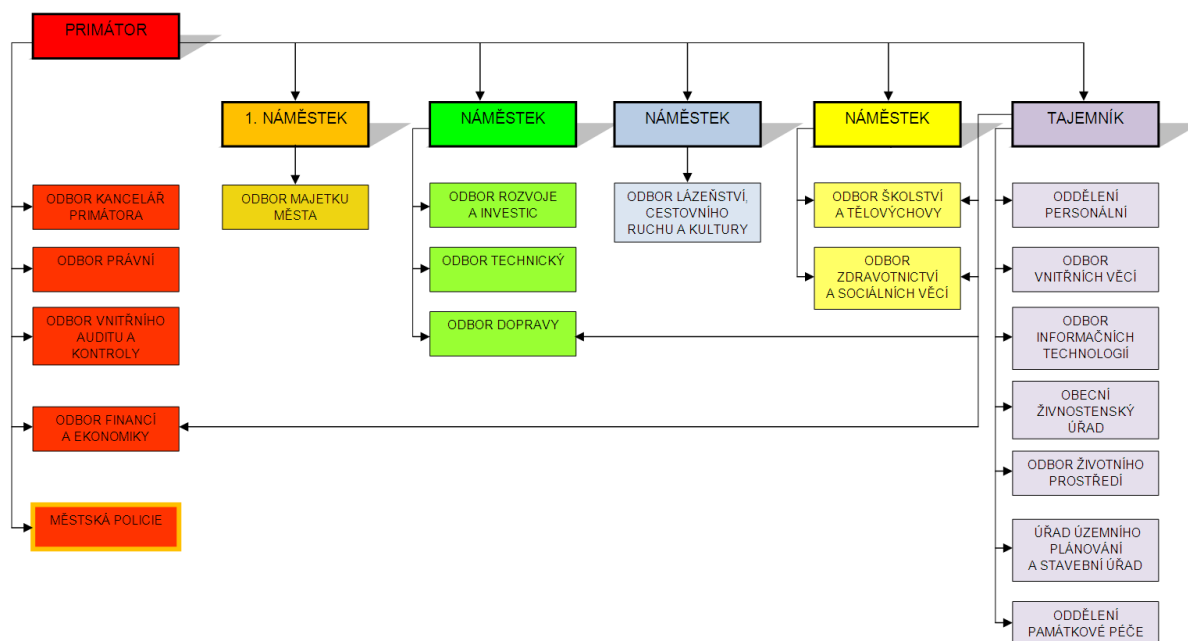 PRIMÁTOR
1. NÁMĚSTEK
NÁMĚSTEK
NÁMĚSTEK
NÁMĚSTEK
TAJEMNÍK
ODBOR KANCELÁŘ
PRIMÁTORA
ODBOR PRÁVNÍ
ODBOR VNITŘNÍHO
AUDITU A
KONTROLY
ODBOR FINANCÍ
A EKONOMIKY
MĚSTSKÁ POLICIE
ODBOR MAJETKU
MĚSTA
ODBOR ROZVOJE
A INVESTIC
ODBOR TECHNICKÝ
ODBOR DOPRAVY
ODBOR LÁZEŇSTVÍ,
CESTOVNÍHO
RUCHU A KULTURY
ODBOR ŠKOLSTVÍ
A TĚLOVÝCHOVY
ODBOR
ZDRAVOTNICTVÍ
A SOCIÁLNÍCH VĚCÍ
ODDĚLENÍ
PERSONÁLNÍ
ODBOR
VNITŘNÍCH VĚCÍ
ODBOR
INFORMAČNÍCH
TECHNOLOGIÍ
OBECNÍ
ŽIVNOSTENSKÝ
ÚŘAD
ODBOR ŽIVOTNÍHO
PROSTŘEDÍ
ÚŘAD ÚZEMNÍHO
PLÁNOVÁNÍ
A STAVEBNÍ ÚŘAD
ODDĚLENÍ
PAMÁTKOVÉ PÉČE